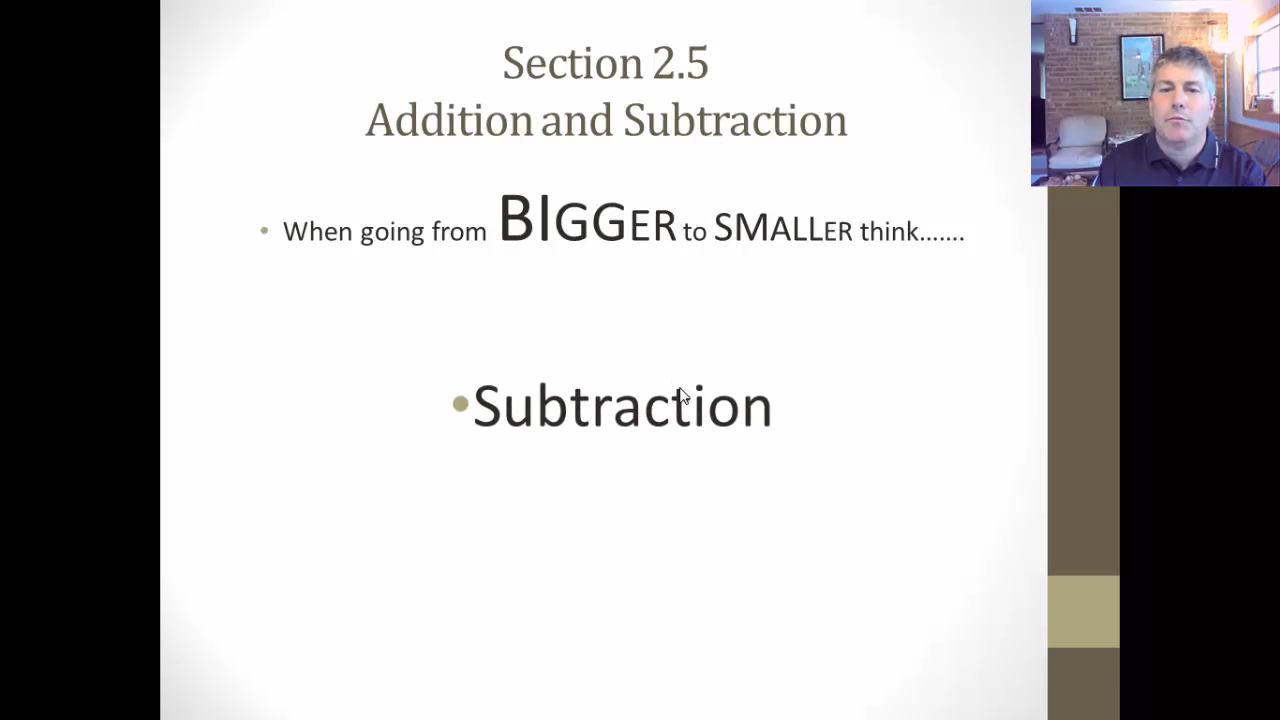 Section 2.5
Addition and Subtraction
• When going from BIGGER to SMALLER think.......
•Subtraction